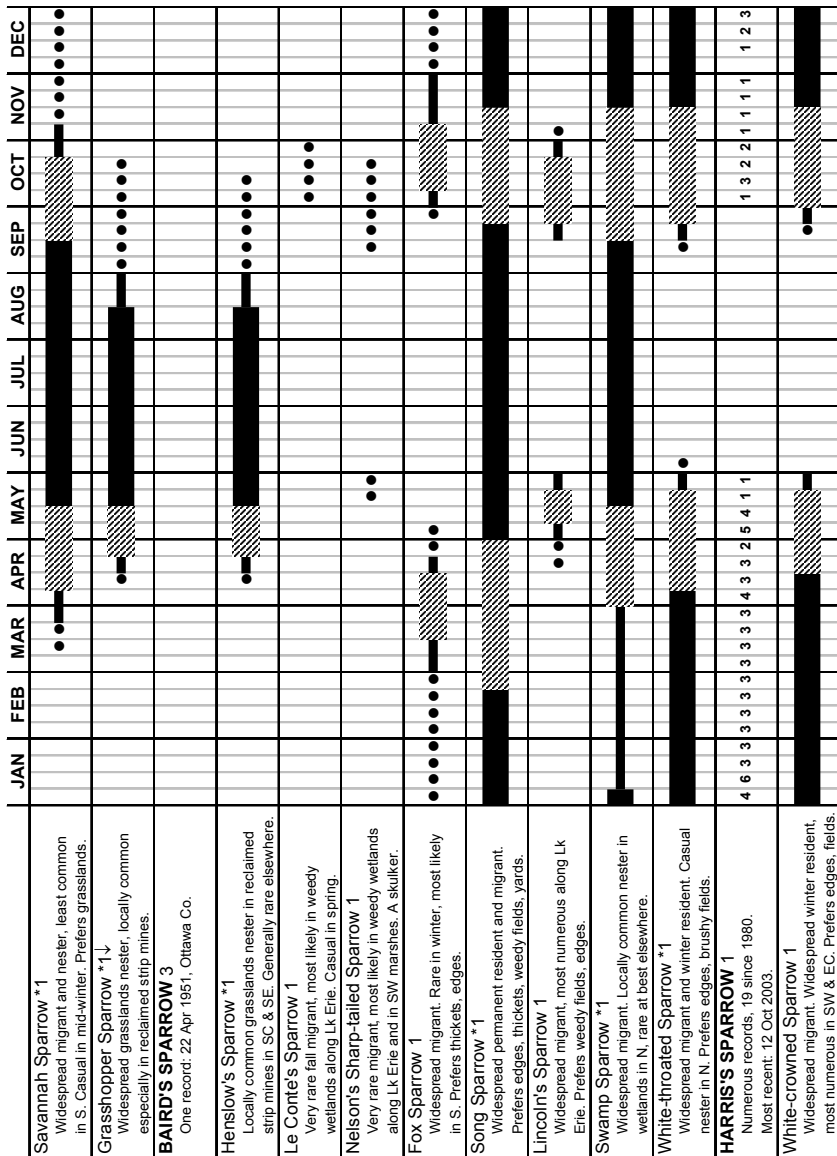 JAN FEB MAR APR MAY JUN JUL AUG SEP OCT NOV DEC
Savannah Sparrow *1
Widespread migrant and nester, least common
in S. Casual in mid-winter. Prefers grasslands.
Grasshopper Sparrow *1↓
Widespread grasslands nester, locally common
especially in reclaimed strip mines.
BAIRD'S SPARROW 3
One record: 22 Apr 1951, Ottawa Co.
Henslow's Sparrow *1
Locally common grasslands nester in reclaimed
strip mines in SC & SE. Generally rare elsewhere.
Le Conte's Sparrow 1
Very rare fall migrant, most likely in weedy
wetlands along Lk Erie. Casual in spring.
Nelson's Sharp-tailed Sparrow 1
Very rare migrant, most likely in weedy wetlands
along Lk Erie and in SW marshes. A skulker.
Fox Sparrow 1
Widespread migrant. Rare in winter, most likely
in S. Prefers thickets, edges.
Song Sparrow *1
Widespread permanent resident and migrant.
Prefers edges, thickets, weedy fields, yards.
Lincoln's Sparrow 1
Widespread migrant, most numerous along Lk
Erie. Prefers weedy fields, edges.
Swamp Sparrow *1
Widespread migrant. Locally common nester in
wetlands in N, rare at best elsewhere.
White-throated Sparrow *1
Widespread migrant and winter resident. Casual
nester in N. Prefers edges, brushy fields.
HARRIS'S SPARROW 1
Numerous records, 19 since 1980.
Most recent: 12 Oct 2003.
4 6 3 3 3 3 3 3 3 3 3 3 4 3 3 2 5 4 1 1 1 3 2 2 1 1 1 1 1 2 3
White-crowned Sparrow 1
Widespread migrant. Widespread winter resident,
most numerous in SW & EC. Prefers edges, fields.